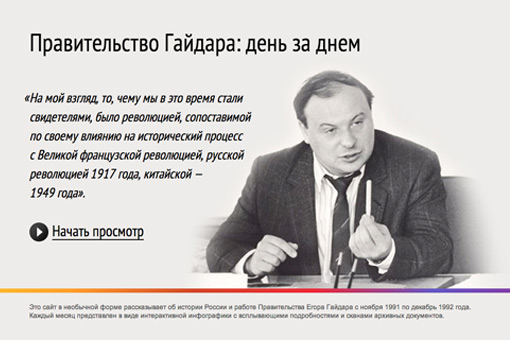 Правительство Гайдара: день за днем
«На мой взгляд, то, чему мы в это время стали
свидетелями, было революцией, сопоставимой
по своему влиянию на исторический процесс
с Великой французской революцией, русской
революцией 1917 года, китайской —
1949 года».
Начать просмотр
Это сайт в необычной форме рассказывает об истории России и работе Правительства Егора Гайдара с ноября 1991 по декабрь 1992 года.
Каждый месяц представлен в виде интерактивной инфографики с всплывающими подробностями и сканами архивных документов.